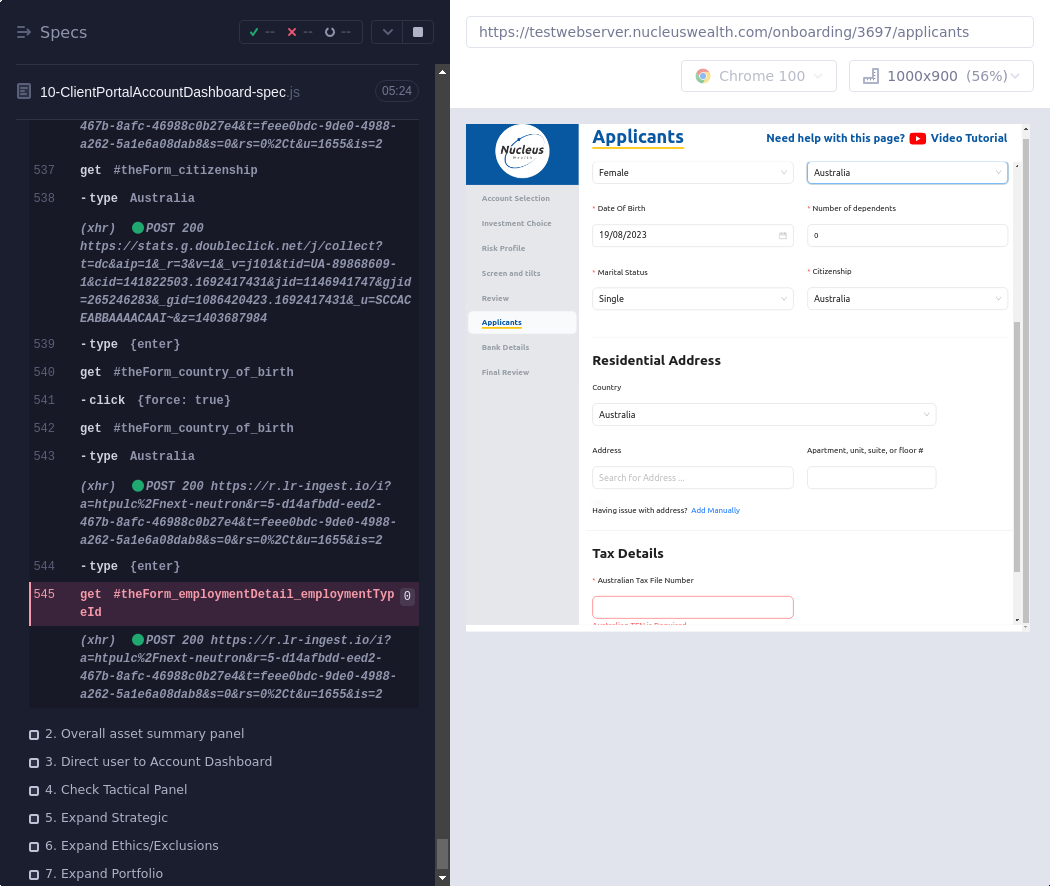 Specs
-- -- --
10-ClientPortalAccountDashboard-spec.js
05:24
467b-8afc-46988c0b27e4&t=feee0bdc-9de0-4988-
a262-5a1e6a08dab8&s=0&rs=0%2Ct&u=1655&is=2
537 get #theForm_citizenship
538 -type Australia
(xhr) POST 200
https://stats.g.doubleclick.net/j/collect?
t=dc&aip=1&_r=3&v=1&_v=j101&tid=UA-89868609-
1&cid=141822503.1692417431&jid=1146941747&gjid
=265246283&_gid=1086420423.1692417431&_u=SCCAC
EABBAAAACAAI~&z=1403687984
539 -type {enter}
540 get #theForm_country_of_birth
541 -click {force: true}
542 get #theForm_country_of_birth
543 -type Australia
(xhr) POST 200 https://r.lr-ingest.io/i?
a=htpulc%2Fnext-neutron&r=5-d14afbdd-eed2-
467b-8afc-46988c0b27e4&t=feee0bdc-9de0-4988-
a262-5a1e6a08dab8&s=0&rs=0%2Ct&u=1655&is=2
544 -type {enter}
545 get #theForm_employmentDetail_employmentTyp
eId
0
(xhr) POST 200 https://r.lr-ingest.io/i?
a=htpulc%2Fnext-neutron&r=5-d14afbdd-eed2-
467b-8afc-46988c0b27e4&t=feee0bdc-9de0-4988-
a262-5a1e6a08dab8&s=0&rs=0%2Ct&u=1655&is=2
2. Overall asset summary panel
3. Direct user to Account Dashboard
4. Check Tactical Panel
5. Expand Strategic
6. Expand Ethics/Exclusions
7. Expand Portfolio
https://testwebserver.nucleuswealth.com/onboarding/3697/applicants
Chrome 100
1000x900 (56%)
Nucleus
Wealth
Account Selection
Investment Choice
Risk Profile
Screen and tilts
Review
Applicants
Bank Details
Final Review
Applicants
Need help with this page? Video Tutorial
Female
Australia
* Date Of Birth
* Number of dependents
19/08/2023
0
* Marital Status
* Citizenship
Single
Australia
Residential Address
Country
Australia
Address
Apartment, unit, suite, or floor #
Search for Address ...
Having issue with address? Add Manually
Tax Details
* Australian Tax File Number
Australian TFN is Required